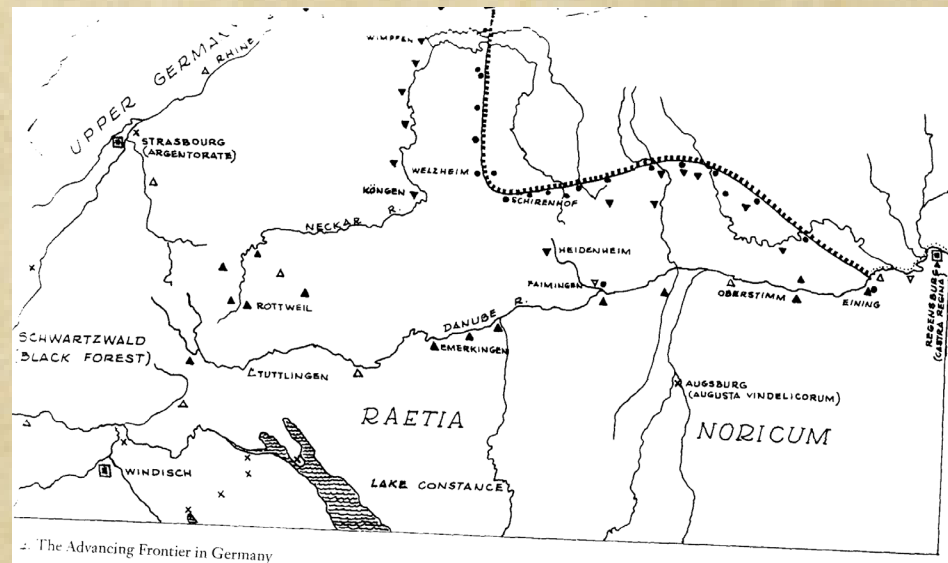 WIMPFEN
UPPER GERMA
RHINE
STRASBOURG
(ARGENTORATE)
WELZHEIM
KÖNGEN
SCHIRENHOF
NECKAR R.
HEIDENHEIM
FAIMINGEN
ROTTWEIL
OBERSTIMM
EINING
REGENSBURG
(CASTRA REGINA)
DANUBE R.
SCHWARTZWALD
BLACK FOREST)
EMERKINGEN
TUTTLINGEN
AUGSBURG
(AUGUSTA VINDELICORUM)
RAETIA
NORICUM
WINDISCH
LAKE CONSTANCE
The Advancing Frontier in Germany